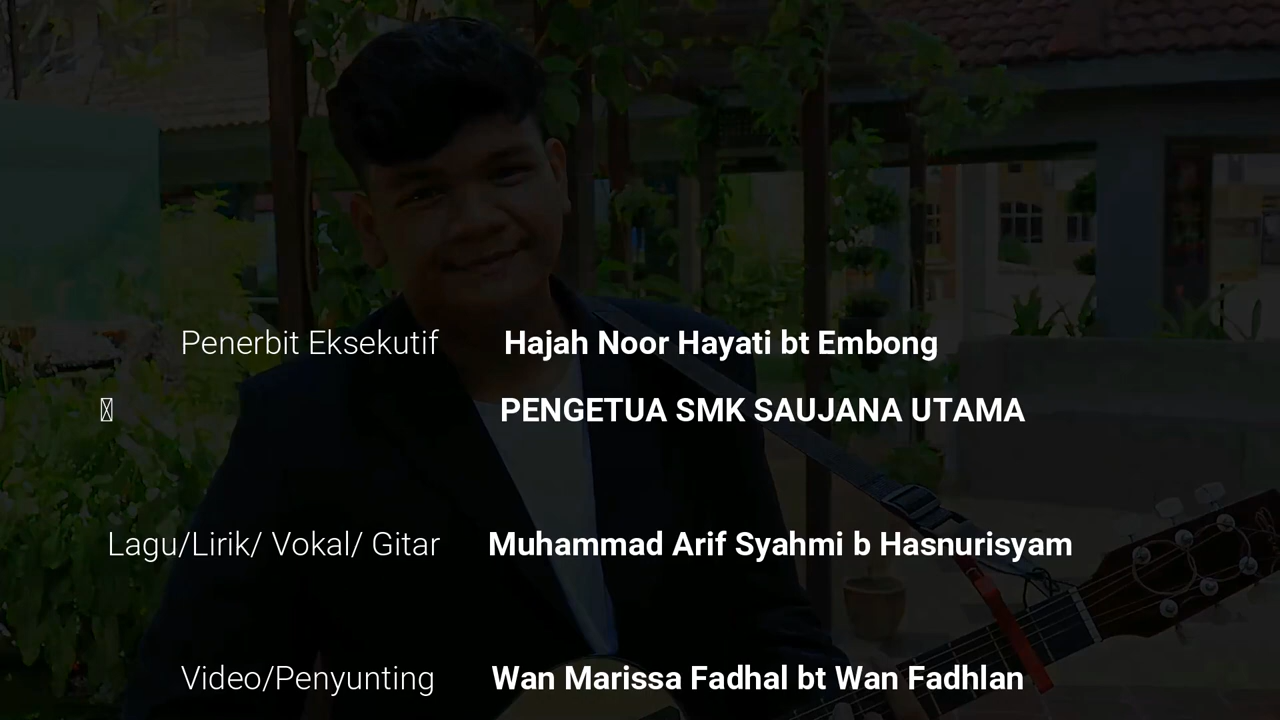 Penerbit Eksekutif Hajah Noor Hayati bt Embong
PENGETUA SMK SAUJANA UTAMA
Lagu/Lirik/ Vokal/ Gitar Muhammad Arif Syahmi b Hasnurisyam
Video/Penyunting Wan Marissa Fadhal bt Wan Fadhlan